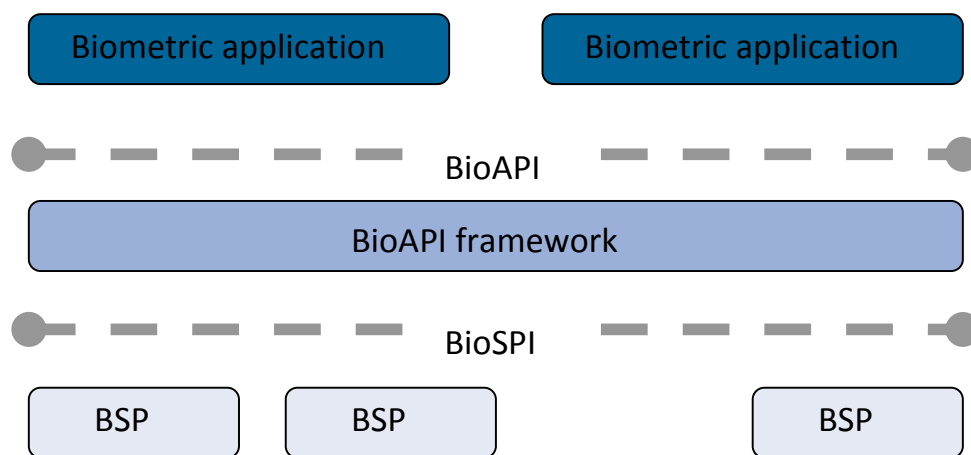 Biometric application
Biometric application
BioAPI
BioAPI framework
BioSPI
BSP
BSP
BSP